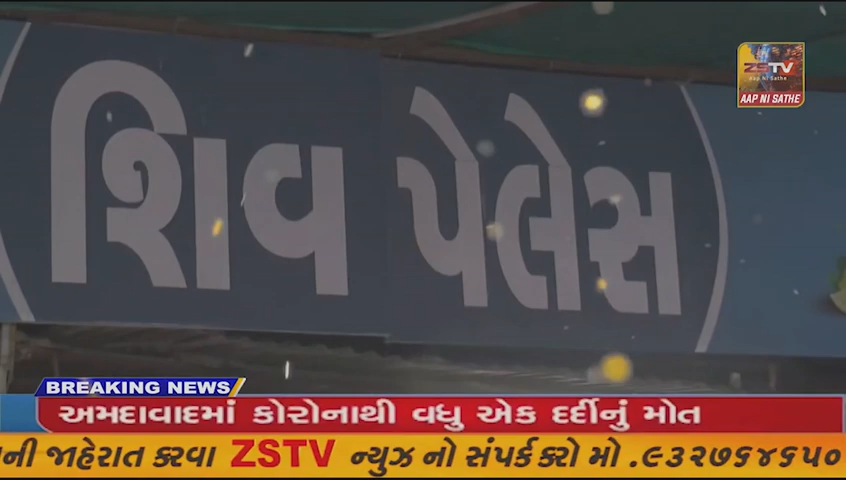 શિવ પેલેસ
ZSTV
Aap Ni Sathe
AAP NI SATHE
BREAKING NEWS
અમદાવાદમાં કોરોનાથી વધુ એક દર્દીનું મોત
ની જાહેરાત કરવા ZSTV ન્યુઝ નો સંપર્ક કરો મો .૯૩૨૭૬૪૬૫૦